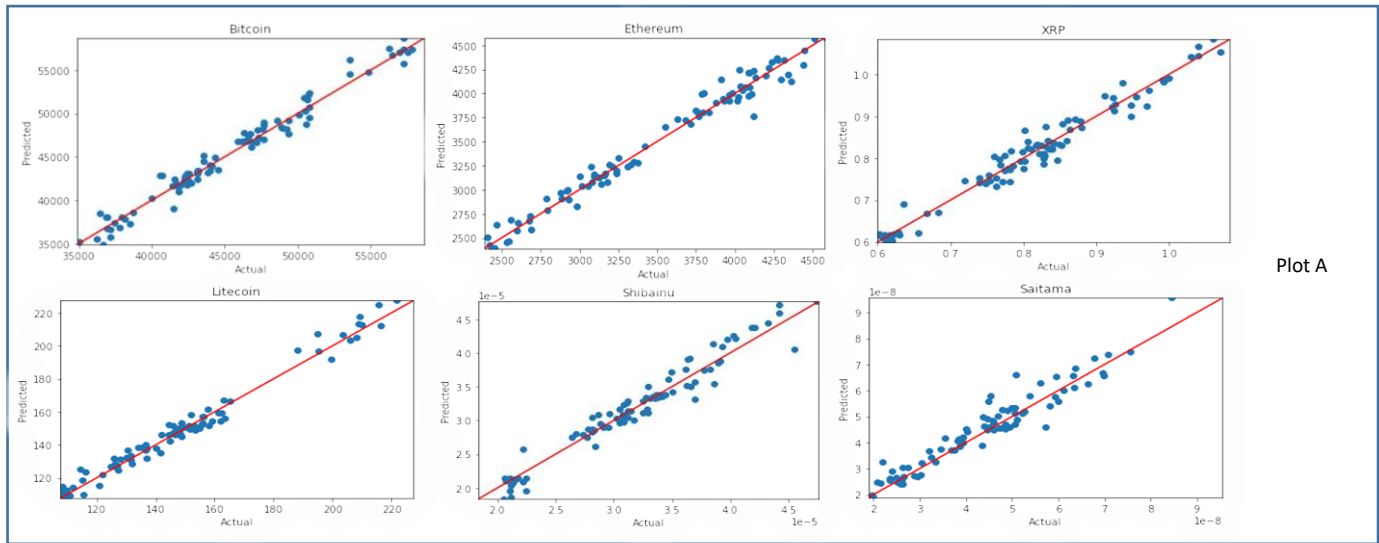 Bitcoin
Ethereum
XRP
55000
50000
45000
40000
35000
Predicted
35000 40000 45000 50000 55000
Actual
4500
4250
4000
3750
3500
3250
3000
2750
2500
Predicted
2500 2750 3000 3250 3500 3750 4000 4250 4500
Actual
1.0
0.9
0.8
0.7
0.6
Predicted
0.6 0.7 0.8 0.9 1.0
Actual
Plot A
Litecoin
Shibainu
Saitama
220
200
180
160
140
120
Predicted
120 140 160 180 200 220
Actual
1e-5
4.5
4.0
3.5
3.0
2.5
2.0
Predicted
2.0 2.5 3.0 3.5 4.0 4.5
Actual
1e-5
1e-8
9
8
7
6
5
4
3
2
Predicted
2 3 4 5 6 7 8 9
Actual
1e-8